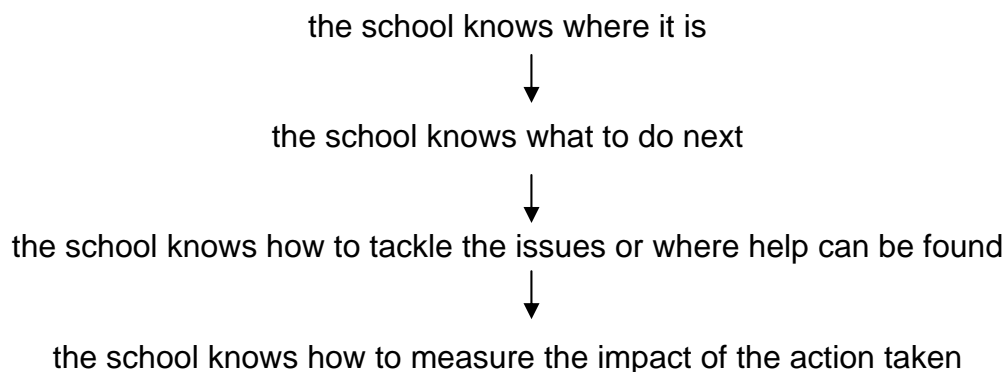 the school knows where it is
the school knows what to do next
the school knows how to tackle the issues or where help can be found
the school knows how to measure the impact of the action taken